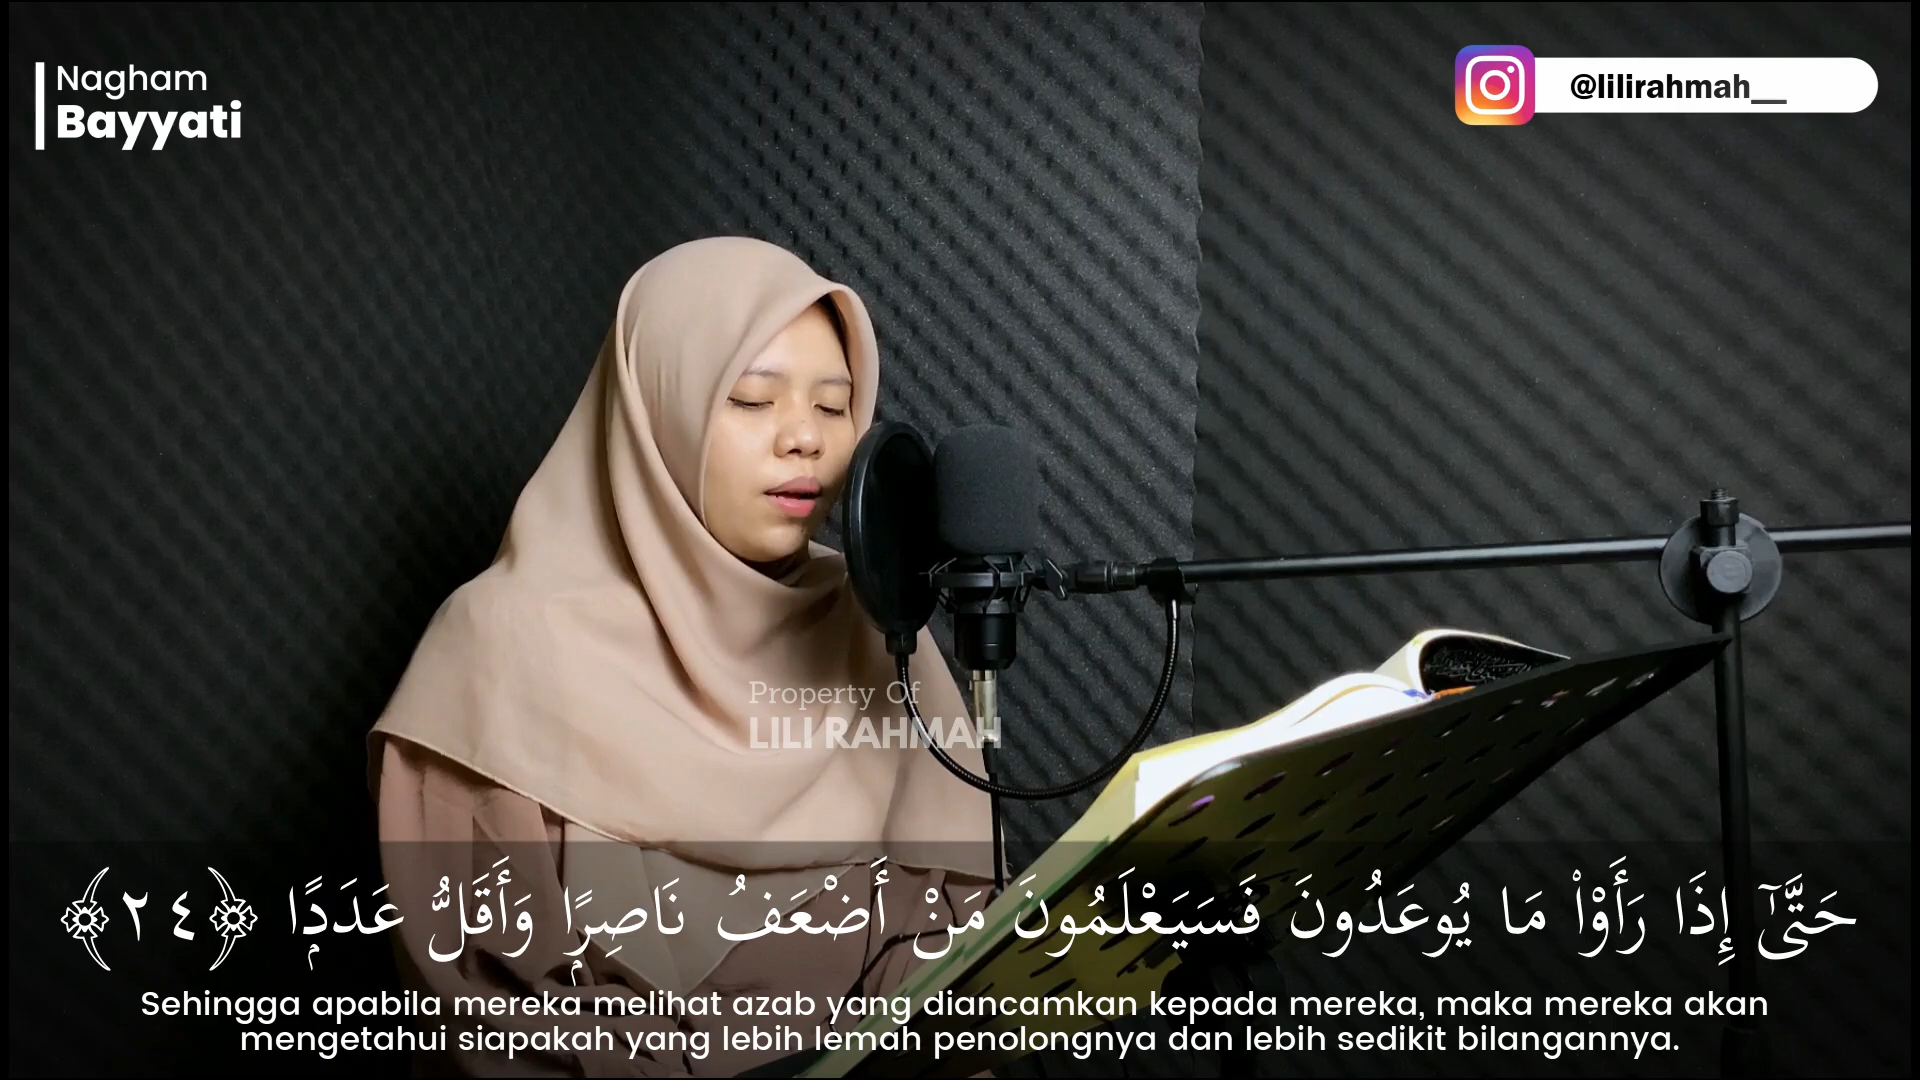 Nagham
Bayyati
@lilirahmah__
Property Of
LILI RAHMAH
حَتَّىٰٓ إِذَا رَأَوْا۟ مَا يُوعَدُونَ فَسَيَعْلَمُونَ مَنْ أَضْعَفُ نَاصِرًۭا وَأَقَلُّ عَدَدًۭا ﴿٢٤﴾
Sehingga apabila mereka melihat azab yang diancamkan kepada mereka, maka mereka akan
mengetahui siapakah yang lebih lemah penolongnya dan lebih sedikit bilangannya.